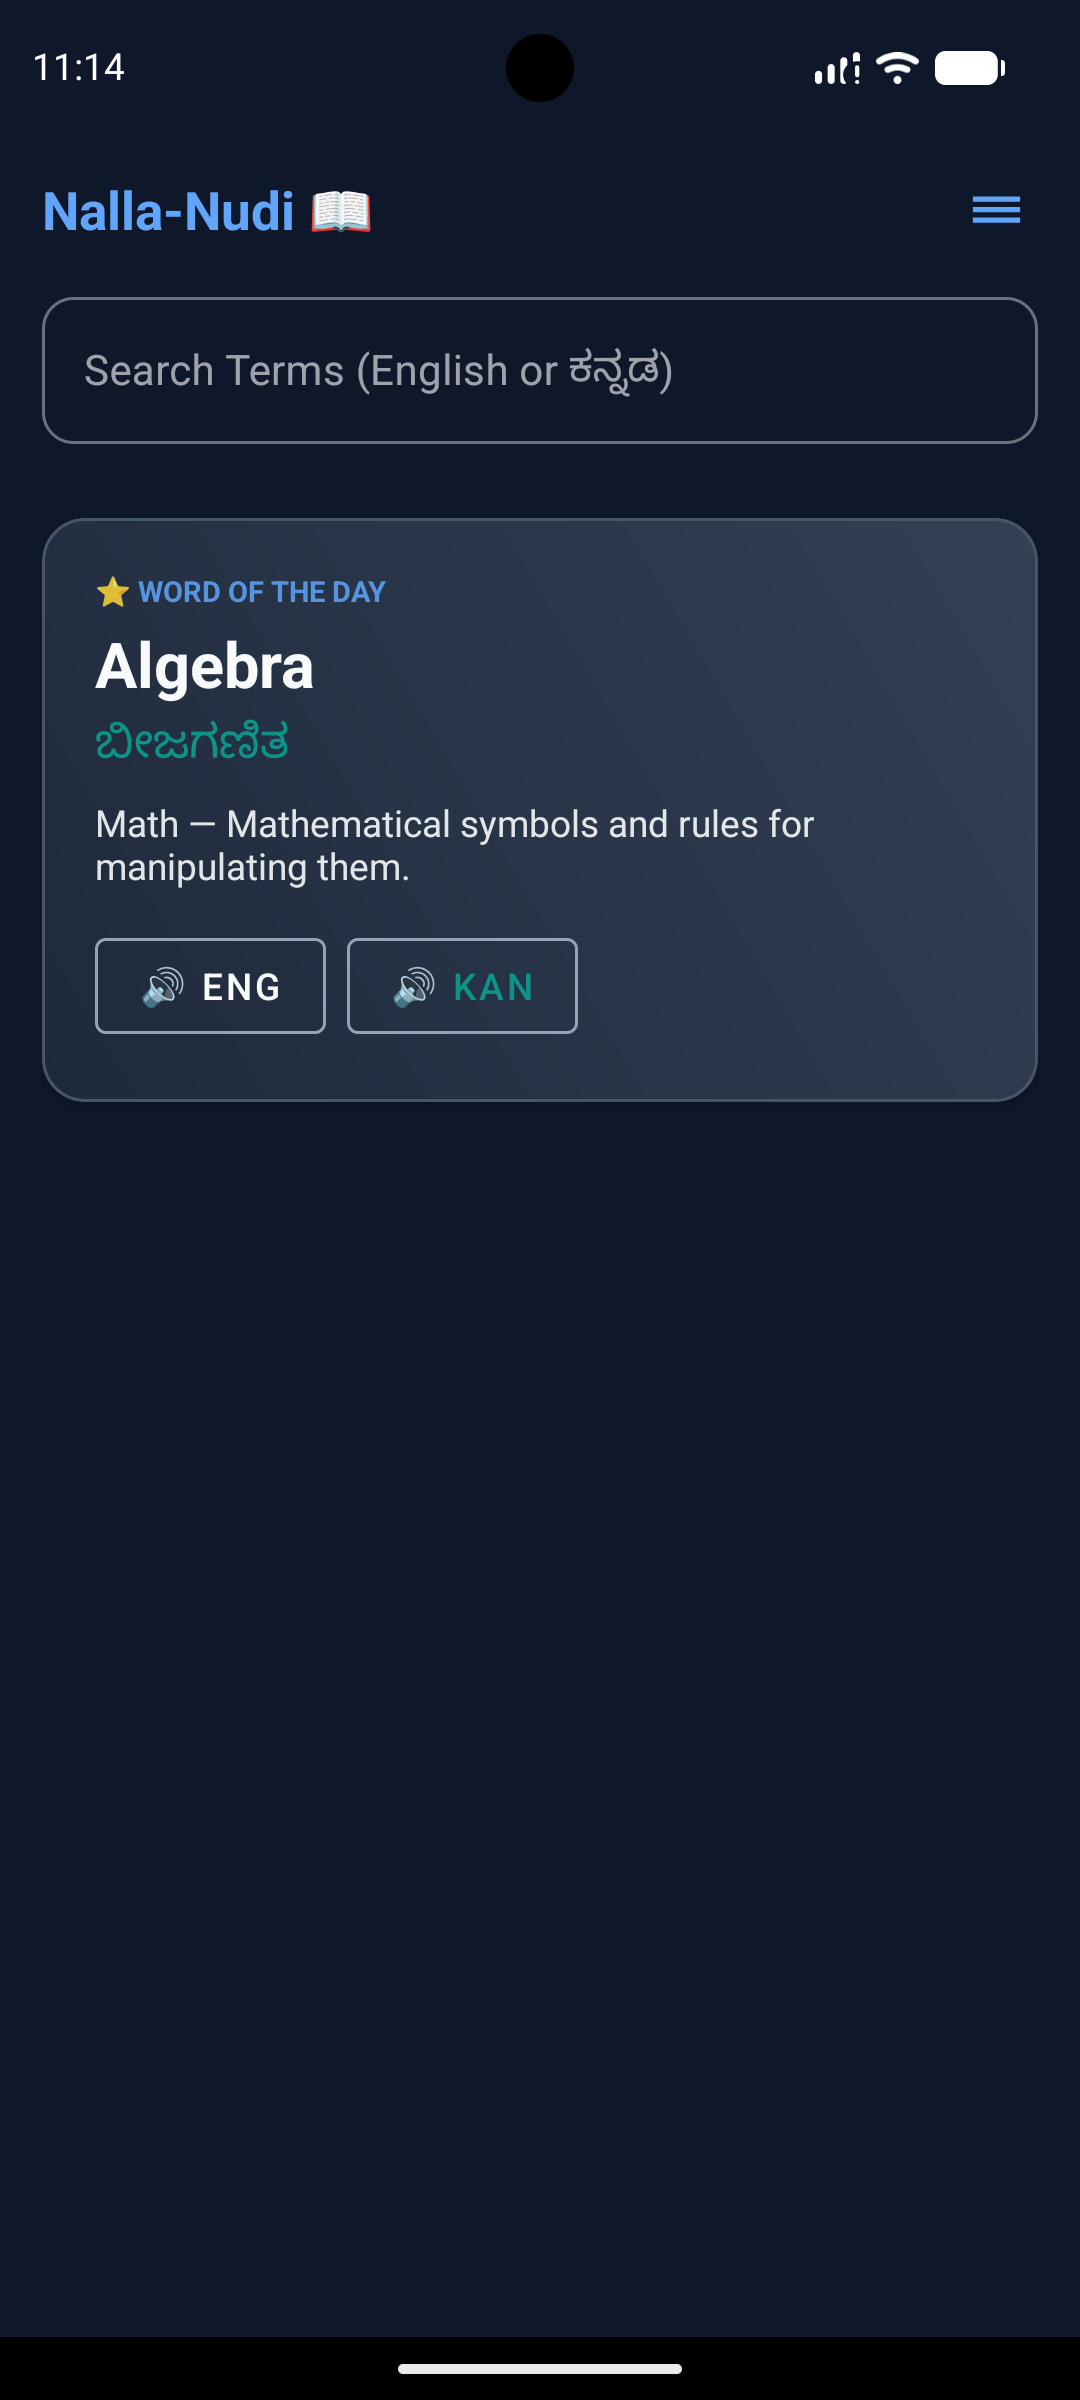 11:14
Nalla-Nudi 📖
Search Terms (English or ಕನ್ನಡ)
⭐ WORD OF THE DAY
Algebra
ಬೀಜಗಣಿತ
Math — Mathematical symbols and rules for
manipulating them.
🔊 ENG
🔊 KAN